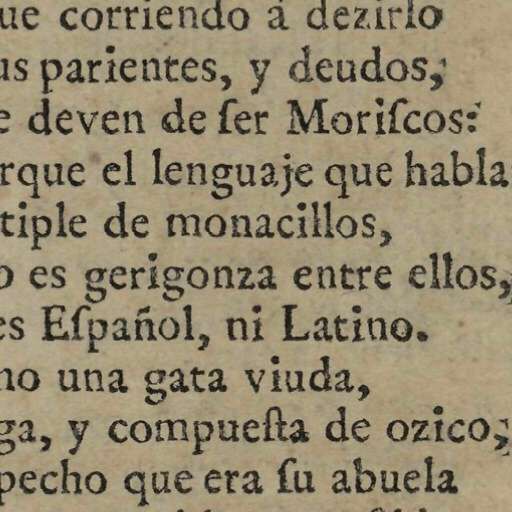 ue corriendo à dezirlo
us parientes, y deudos,
e deven de ſer Moriſcos:
rque el lenguaje que habla
tiple de monacillos,
o es gerigonza entre ellos,
es Eſpañol, ni Latino.
no una gata viuda,
ga, y compueſta de ozico,
pecho que era ſu abuela